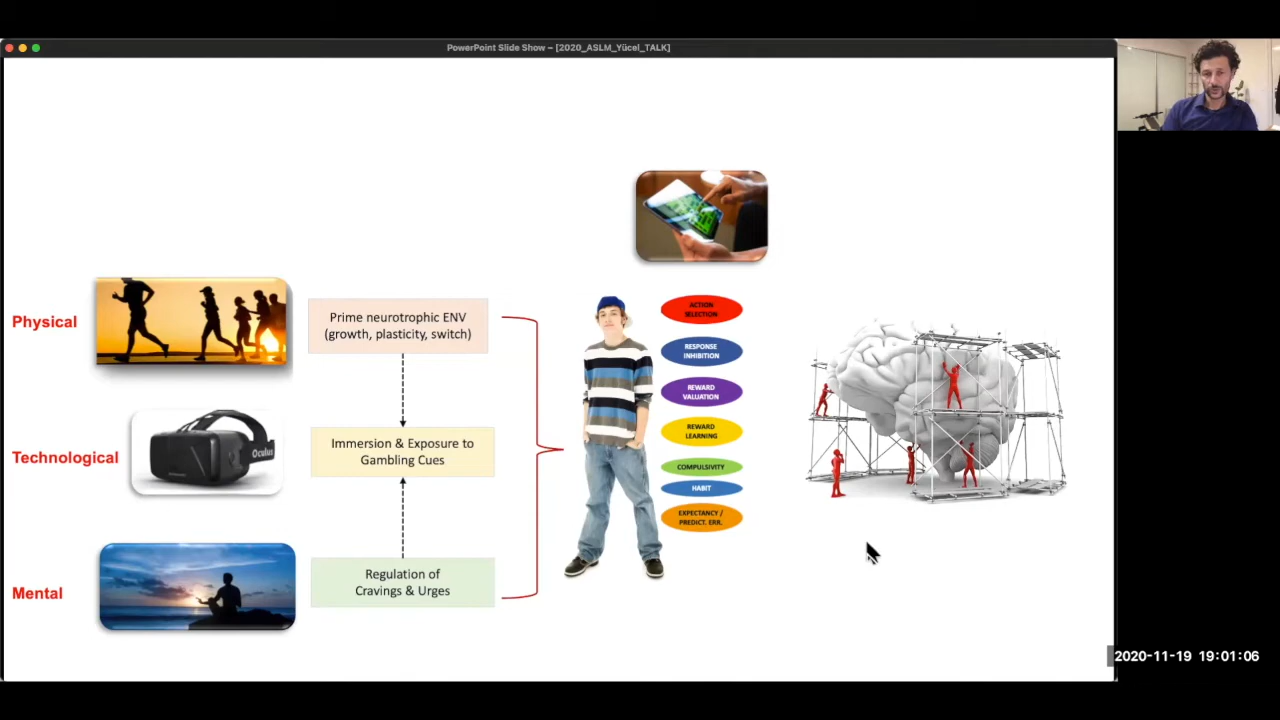 PowerPoint Slide Show – [2020_ASLM_Yücel_TALK]
Physical
Prime neurotrophic ENV
(growth, plasticity, switch)
Technological
Oculus
Immersion & Exposure to
Gambling Cues
Mental
Regulation of
Cravings & Urges
ACTION
SELECTION
RESPONSE
INHIBITION
REWARD
VALUATION
REWARD
LEARNING
COMPULSIVITY
HABIT
EXPECTANCY /
PREDICT. ERR.
2020-11-19 19:01:06